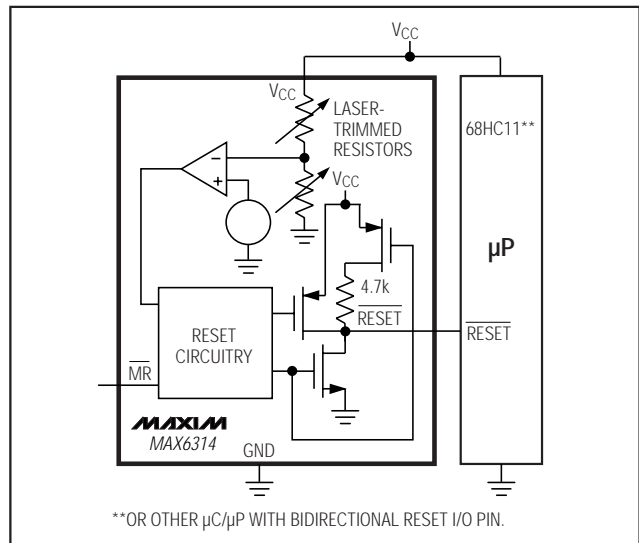 VCC
VCC
LASER-
TRIMMED
RESISTORS
68HC11**
−
+
VCC
µP
4.7k
RESET
RESET
RESET
CIRCUITRY
MR
MAXIM
MAX6314
GND
**OR OTHER µC/µP WITH BIDIRECTIONAL RESET I/O PIN.